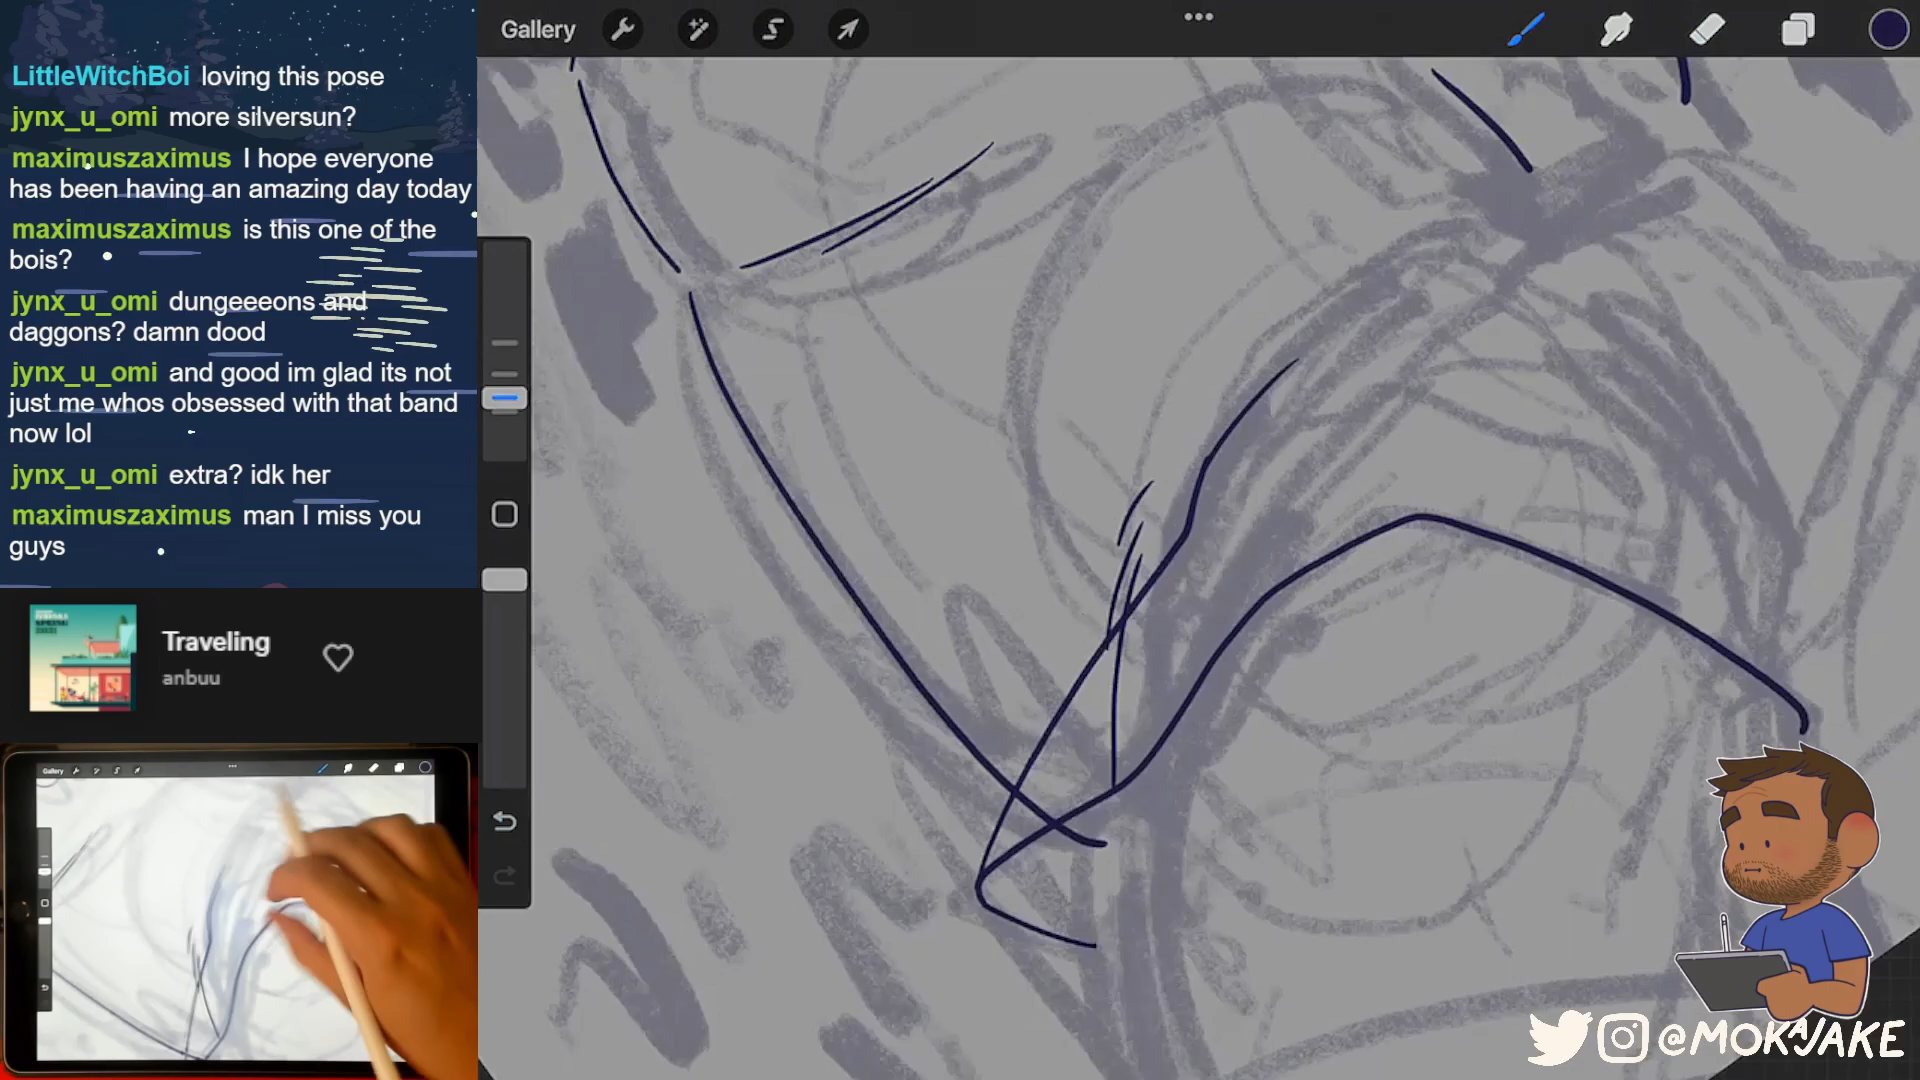 Gallery
LittleWitchBoi loving this pose
jynx_u_omi more silversun?
maximuszaximus I hope everyone
has been having an amazing day today
maximuszaximus is this one of the
bois?
jynx_u_omi dungeeeons and
daggons? damn dood
jynx_u_omi and good im glad its not
just me whos obsessed with that band
now lol
jynx_u_omi extra? idk her
maximuszaximus man I miss you
guys
Traveling
anbuu
Gallery
@MOKAJAKE